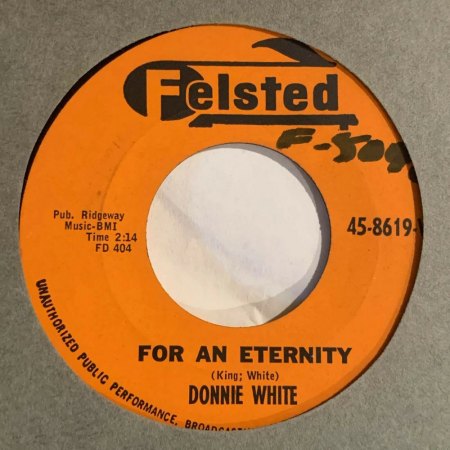 Felsted
Pub. Ridgeway
Music-BMI
Time 2:14
FD 404
45-8619-
FOR AN ETERNITY
(King; White)
DONNIE WHITE
UNAUTHORIZED PUBLIC PERFORMANCE,